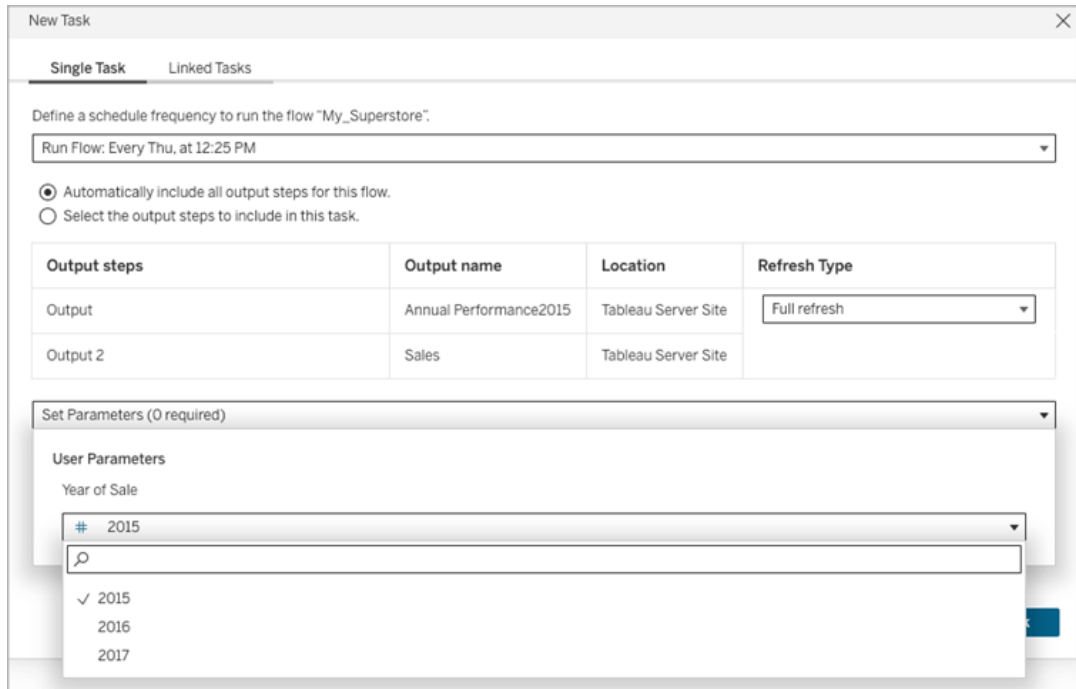 New Task
Single Task Linked Tasks
Define a schedule frequency to run the flow "My_Superstore".
Run Flow: Every Thu, at 12:25 PM
Automatically include all output steps for this flow.
Select the output steps to include in this task.
Output steps Output name Location Refresh Type
Output Annual Performance2015 Tableau Server Site Full refresh
Output 2 Sales Tableau Server Site
Set Parameters (0 required)
User Parameters
Year of Sale
# 2015
2015
2016
2017